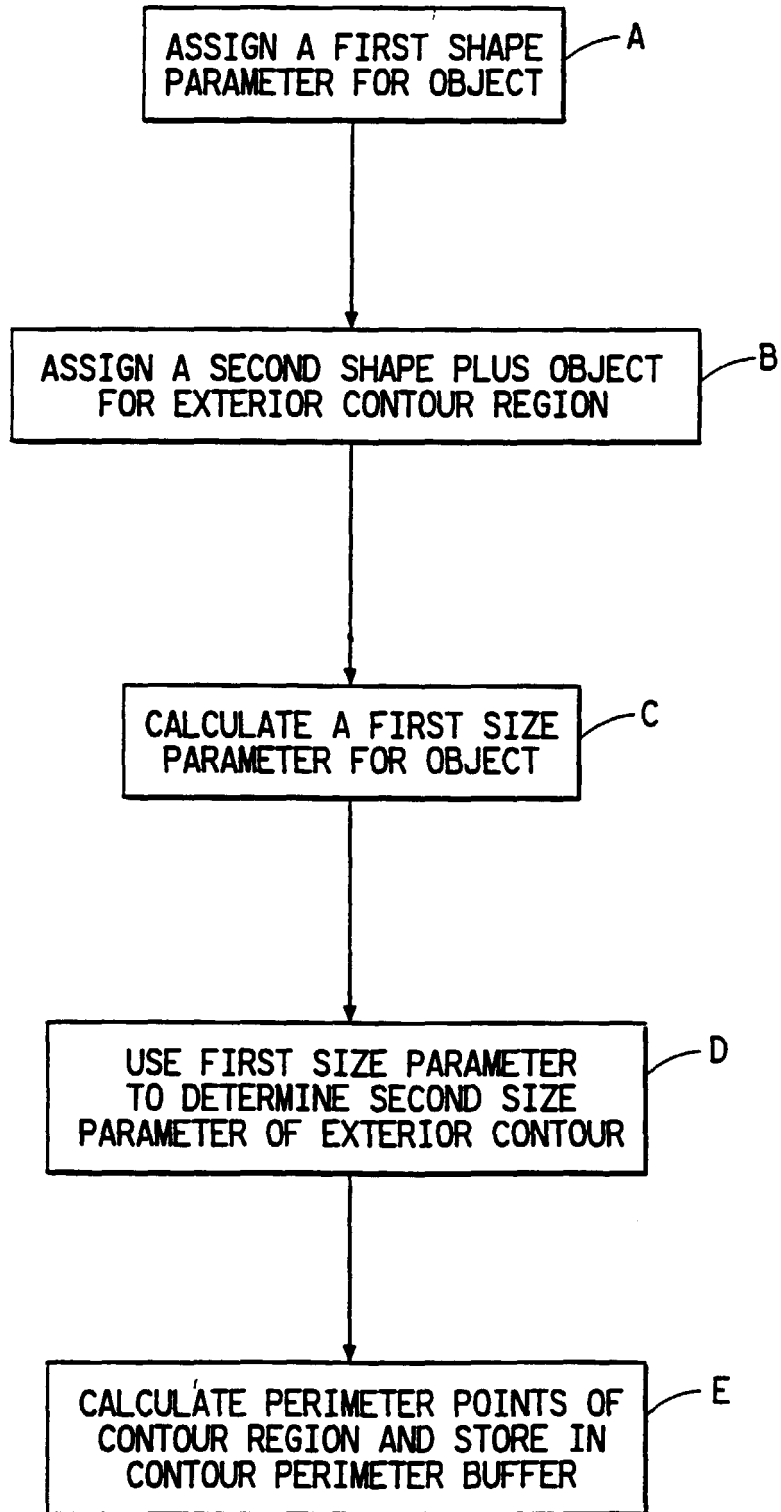 ASSIGN A FIRST SHAPE
PARAMETER FOR OBJECT
A
ASSIGN A SECOND SHAPE PLUS OBJECT
FOR EXTERIOR CONTOUR REGION
B
CALCULATE A FIRST SIZE
PARAMETER FOR OBJECT
C
USE FIRST SIZE PARAMETER
TO DETERMINE SECOND SIZE
PARAMETER OF EXTERIOR CONTOUR
D
CALCULATE PERIMETER POINTS OF
CONTOUR REGION AND STORE IN
CONTOUR PERIMETER BUFFER
E